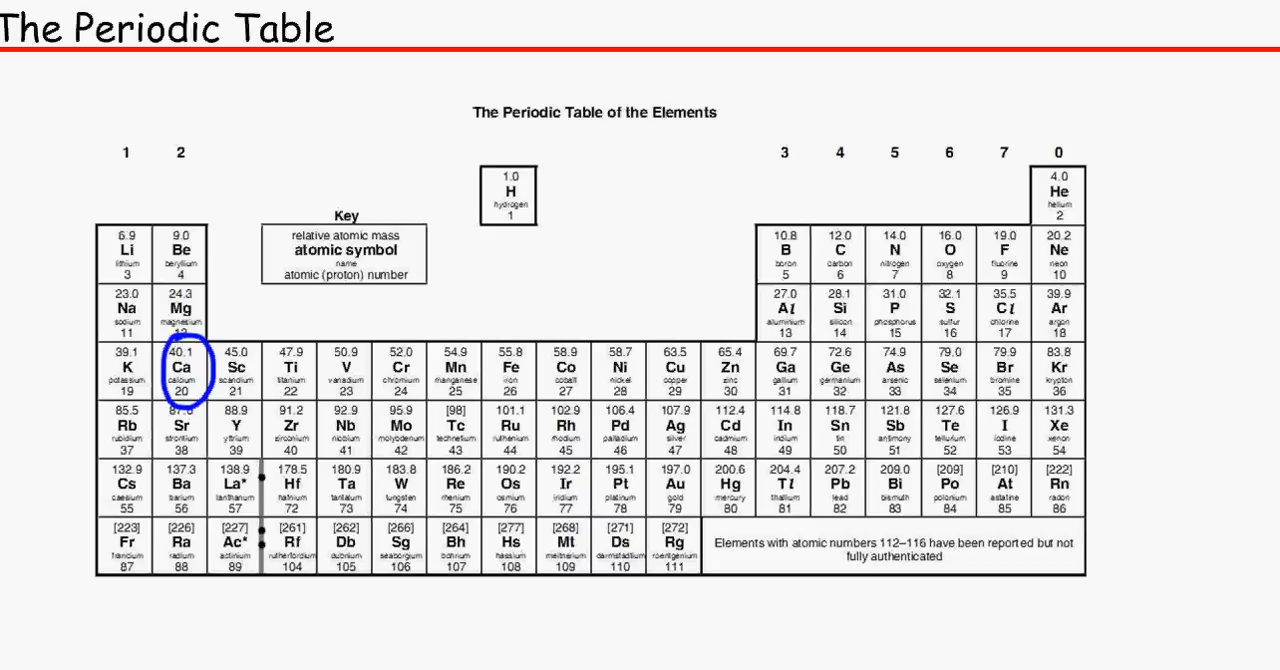 The Periodic Table
The Periodic Table of the Elements
1 2 3 4 5 6 7 0
1.0 4.0
H He
hydrogen helium
1 2
Key
relative atomic mass
atomic symbol
name
atomic (proton) number
6.9 9.0 10.8 12.0 14.0 16.0 19.0 20.2
Li Be B C N O F Ne
lithium beryllium boron carbon nitrogen oxygen fluorine neon
3 4 5 6 7 8 9 10
23.0 24.3 27.0 28.1 31.0 32.1 35.5 39.9
Na Mg Al Si P S Cl Ar
sodium magnesium aluminium silicon phosphorus sulfur chlorine argon
11 12 13 14 15 16 17 18
39.1 40.1 45.0 47.9 50.9 52.0 54.9 55.8 58.9 58.7 63.5 65.4 69.7 72.6 74.9 79.0 79.9 83.8
K Ca Sc Ti V Cr Mn Fe Co Ni Cu Zn Ga Ge As Se Br Kr
potassium calcium scandium titanium vanadium chromium manganese iron cobalt nickel copper zinc gallium germanium arsenic selenium bromine krypton
19 20 21 22 23 24 25 26 27 28 29 30 31 32 33 34 35 36
85.5 87.6 88.9 91.2 92.9 95.9 [98] 101.1 102.9 106.4 107.9 112.4 114.8 118.7 121.8 127.6 126.9 131.3
Rb Sr Y Zr Nb Mo Tc Ru Rh Pd Ag Cd In Sn Sb Te I Xe
rubidium strontium yttrium zirconium niobium molybdenum technetium ruthenium rhodium palladium silver cadmium indium tin antimony tellurium iodine xenon
37 38 39 40 41 42 43 44 45 46 47 48 49 50 51 52 53 54
132.9 137.3 138.9 178.5 180.9 183.8 186.2 190.2 192.2 195.1 197.0 200.6 204.4 207.2 209.0 [209] [210] [222]
Cs Ba La* Hf Ta W Re Os Ir Pt Au Hg Tl Pb Bi Po At Rn
caesium barium lanthanum hafnium tantalum tungsten rhenium osmium iridium platinum gold mercury thallium lead bismuth polonium astatine radon
55 56 57 72 73 74 75 76 77 78 79 80 81 82 83 84 85 86
[223] [226] [227] [261] [262] [266] [264] [277] [268] [271] [272]
Fr Ra Ac* Rf Db Sg Bh Hs Mt Ds Rg
francium radium actinium rutherfordium dubnium seaborgium bohrium hassium meitnerium darmstadtium roentgenium
87 88 89 104 105 106 107 108 109 110 111
Elements with atomic numbers 112–116 have been reported but not
fully authenticated